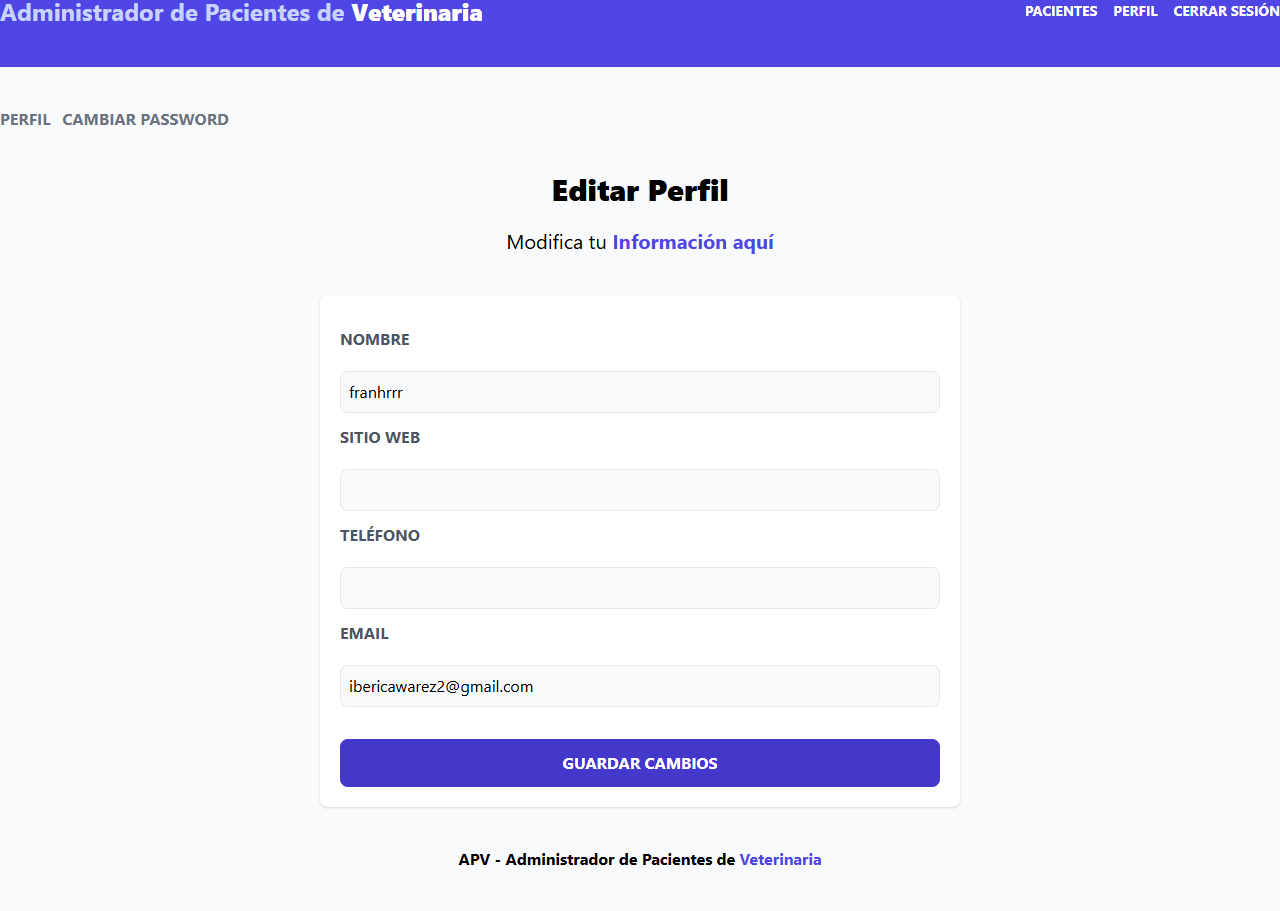 Administrador de Pacientes de Veterinaria
PACIENTES PERFIL CERRAR SESIÓN
PERFIL CAMBIAR PASSWORD
Editar Perfil
Modifica tu Información aquí
NOMBRE
franhrrr
SITIO WEB
TELÉFONO
EMAIL
ibericawarez2@gmail.com
GUARDAR CAMBIOS
APV - Administrador de Pacientes de Veterinaria